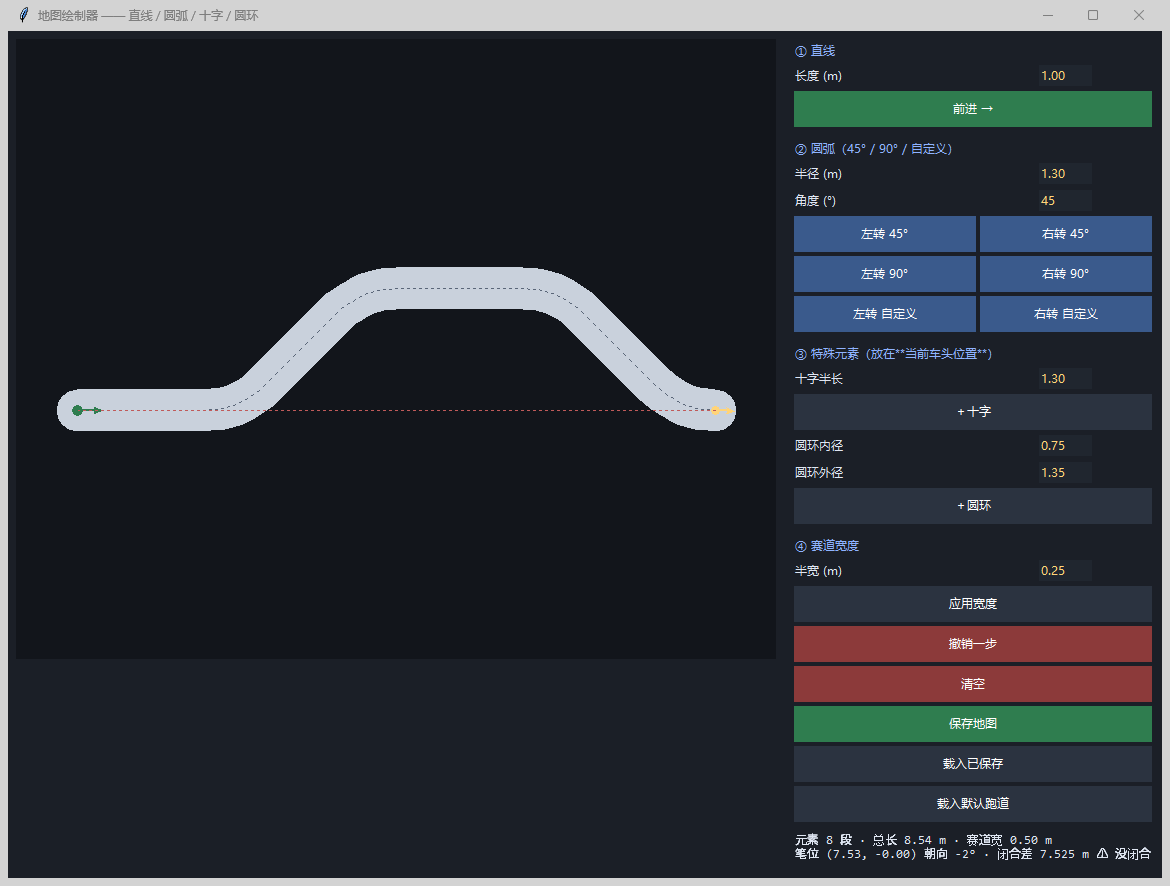 地图绘制器 —— 直线 / 圆弧 / 十字 / 圆环
① 直线
长度 (m) 1.00
前进 →
② 圆弧（45° / 90° / 自定义）
半径 (m) 1.30
角度 (°) 45
左转 45° 右转 45°
左转 90° 右转 90°
左转 自定义 右转 自定义
③ 特殊元素（放在**当前车头位置**）
十字半长 1.30
+ 十字
圆环内径 0.75
圆环外径 1.35
+ 圆环
④ 赛道宽度
半宽 (m) 0.25
应用宽度
撤销一步
清空
保存地图
载入已保存
载入默认跑道
元素 8 段 · 总长 8.54 m · 赛道宽 0.50 m
笔位 (7.53, -0.00) 朝向 -2° · 闭合差 7.525 m ⚠ 没闭合